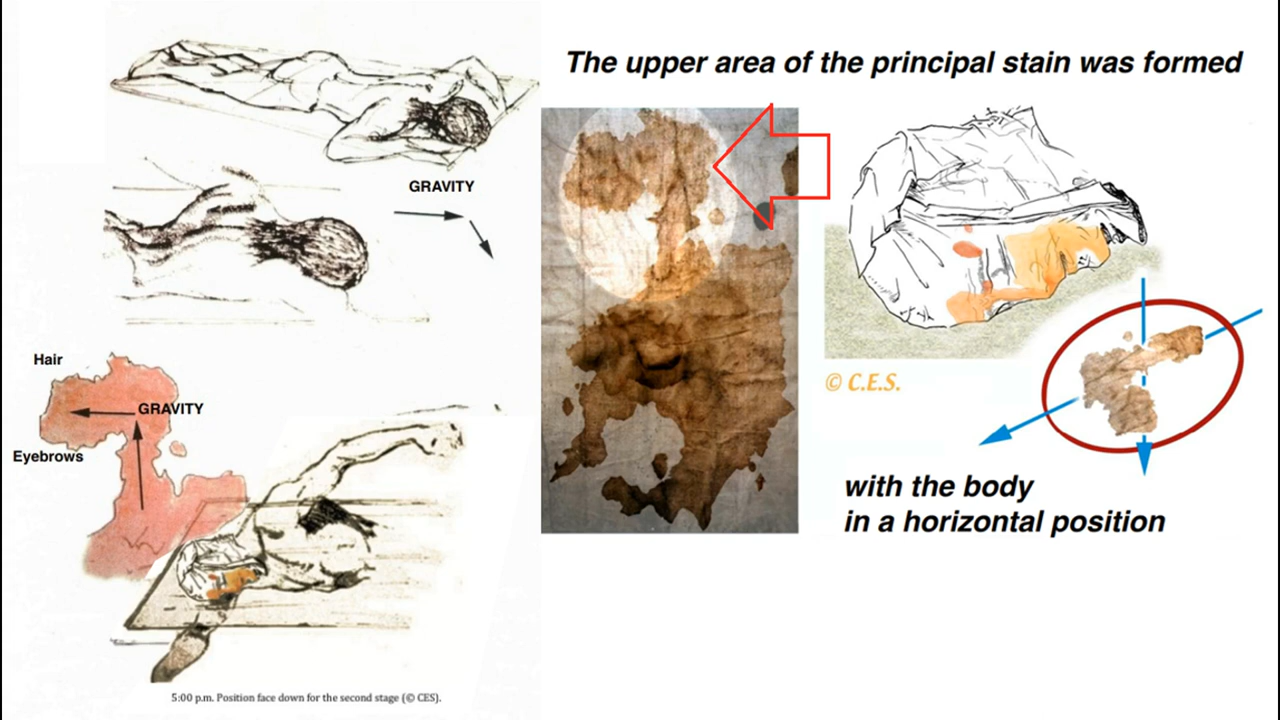 The upper area of the principal stain was formed
GRAVITY
Hair
GRAVITY
Eyebrows
© C.E.S.
with the body
in a horizontal position
5:00 p.m. Position face down for the second stage (© CES).